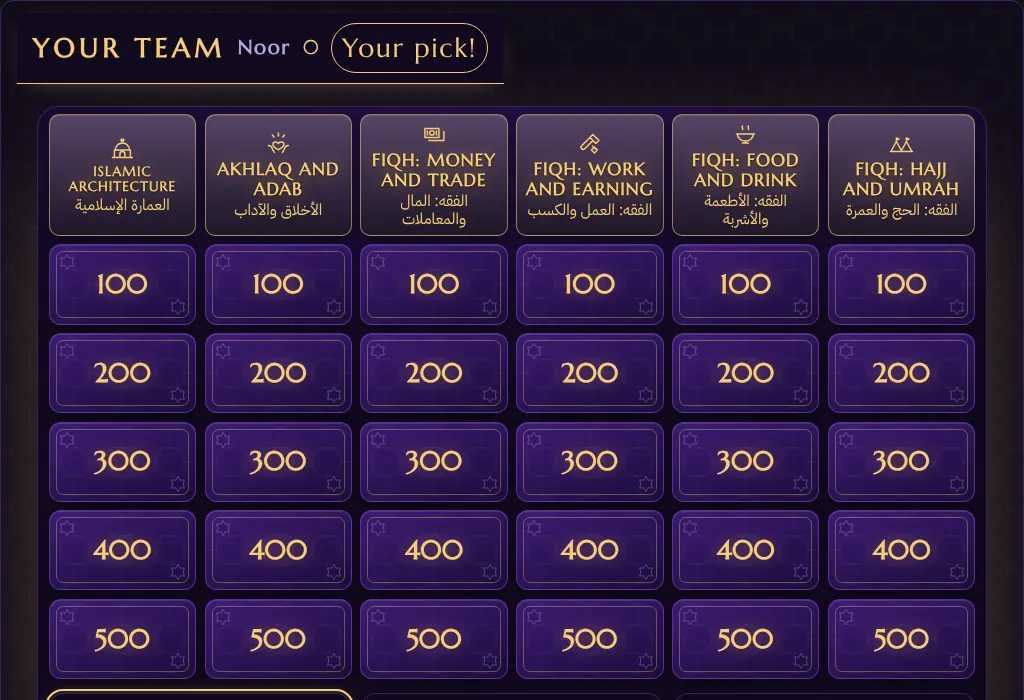 YOUR TEAM Noor Your pick!
ISLAMIC
ARCHITECTURE
العمارة الإسلامية
AKHLAQ AND
ADAB
الأخلاق والآداب
FIQH: MONEY
AND TRADE
الفقه: المال
والمعاملات
FIQH: WORK
AND EARNING
الفقه: العمل والكسب
FIQH: FOOD
AND DRINK
الفقه: الأطعمة
والأشربة
FIQH: HAJJ
AND UMRAH
الفقه: الحج والعمرة
100 100 100 100 100 100
200 200 200 200 200 200
300 300 300 300 300 300
400 400 400 400 400 400
500 500 500 500 500 500